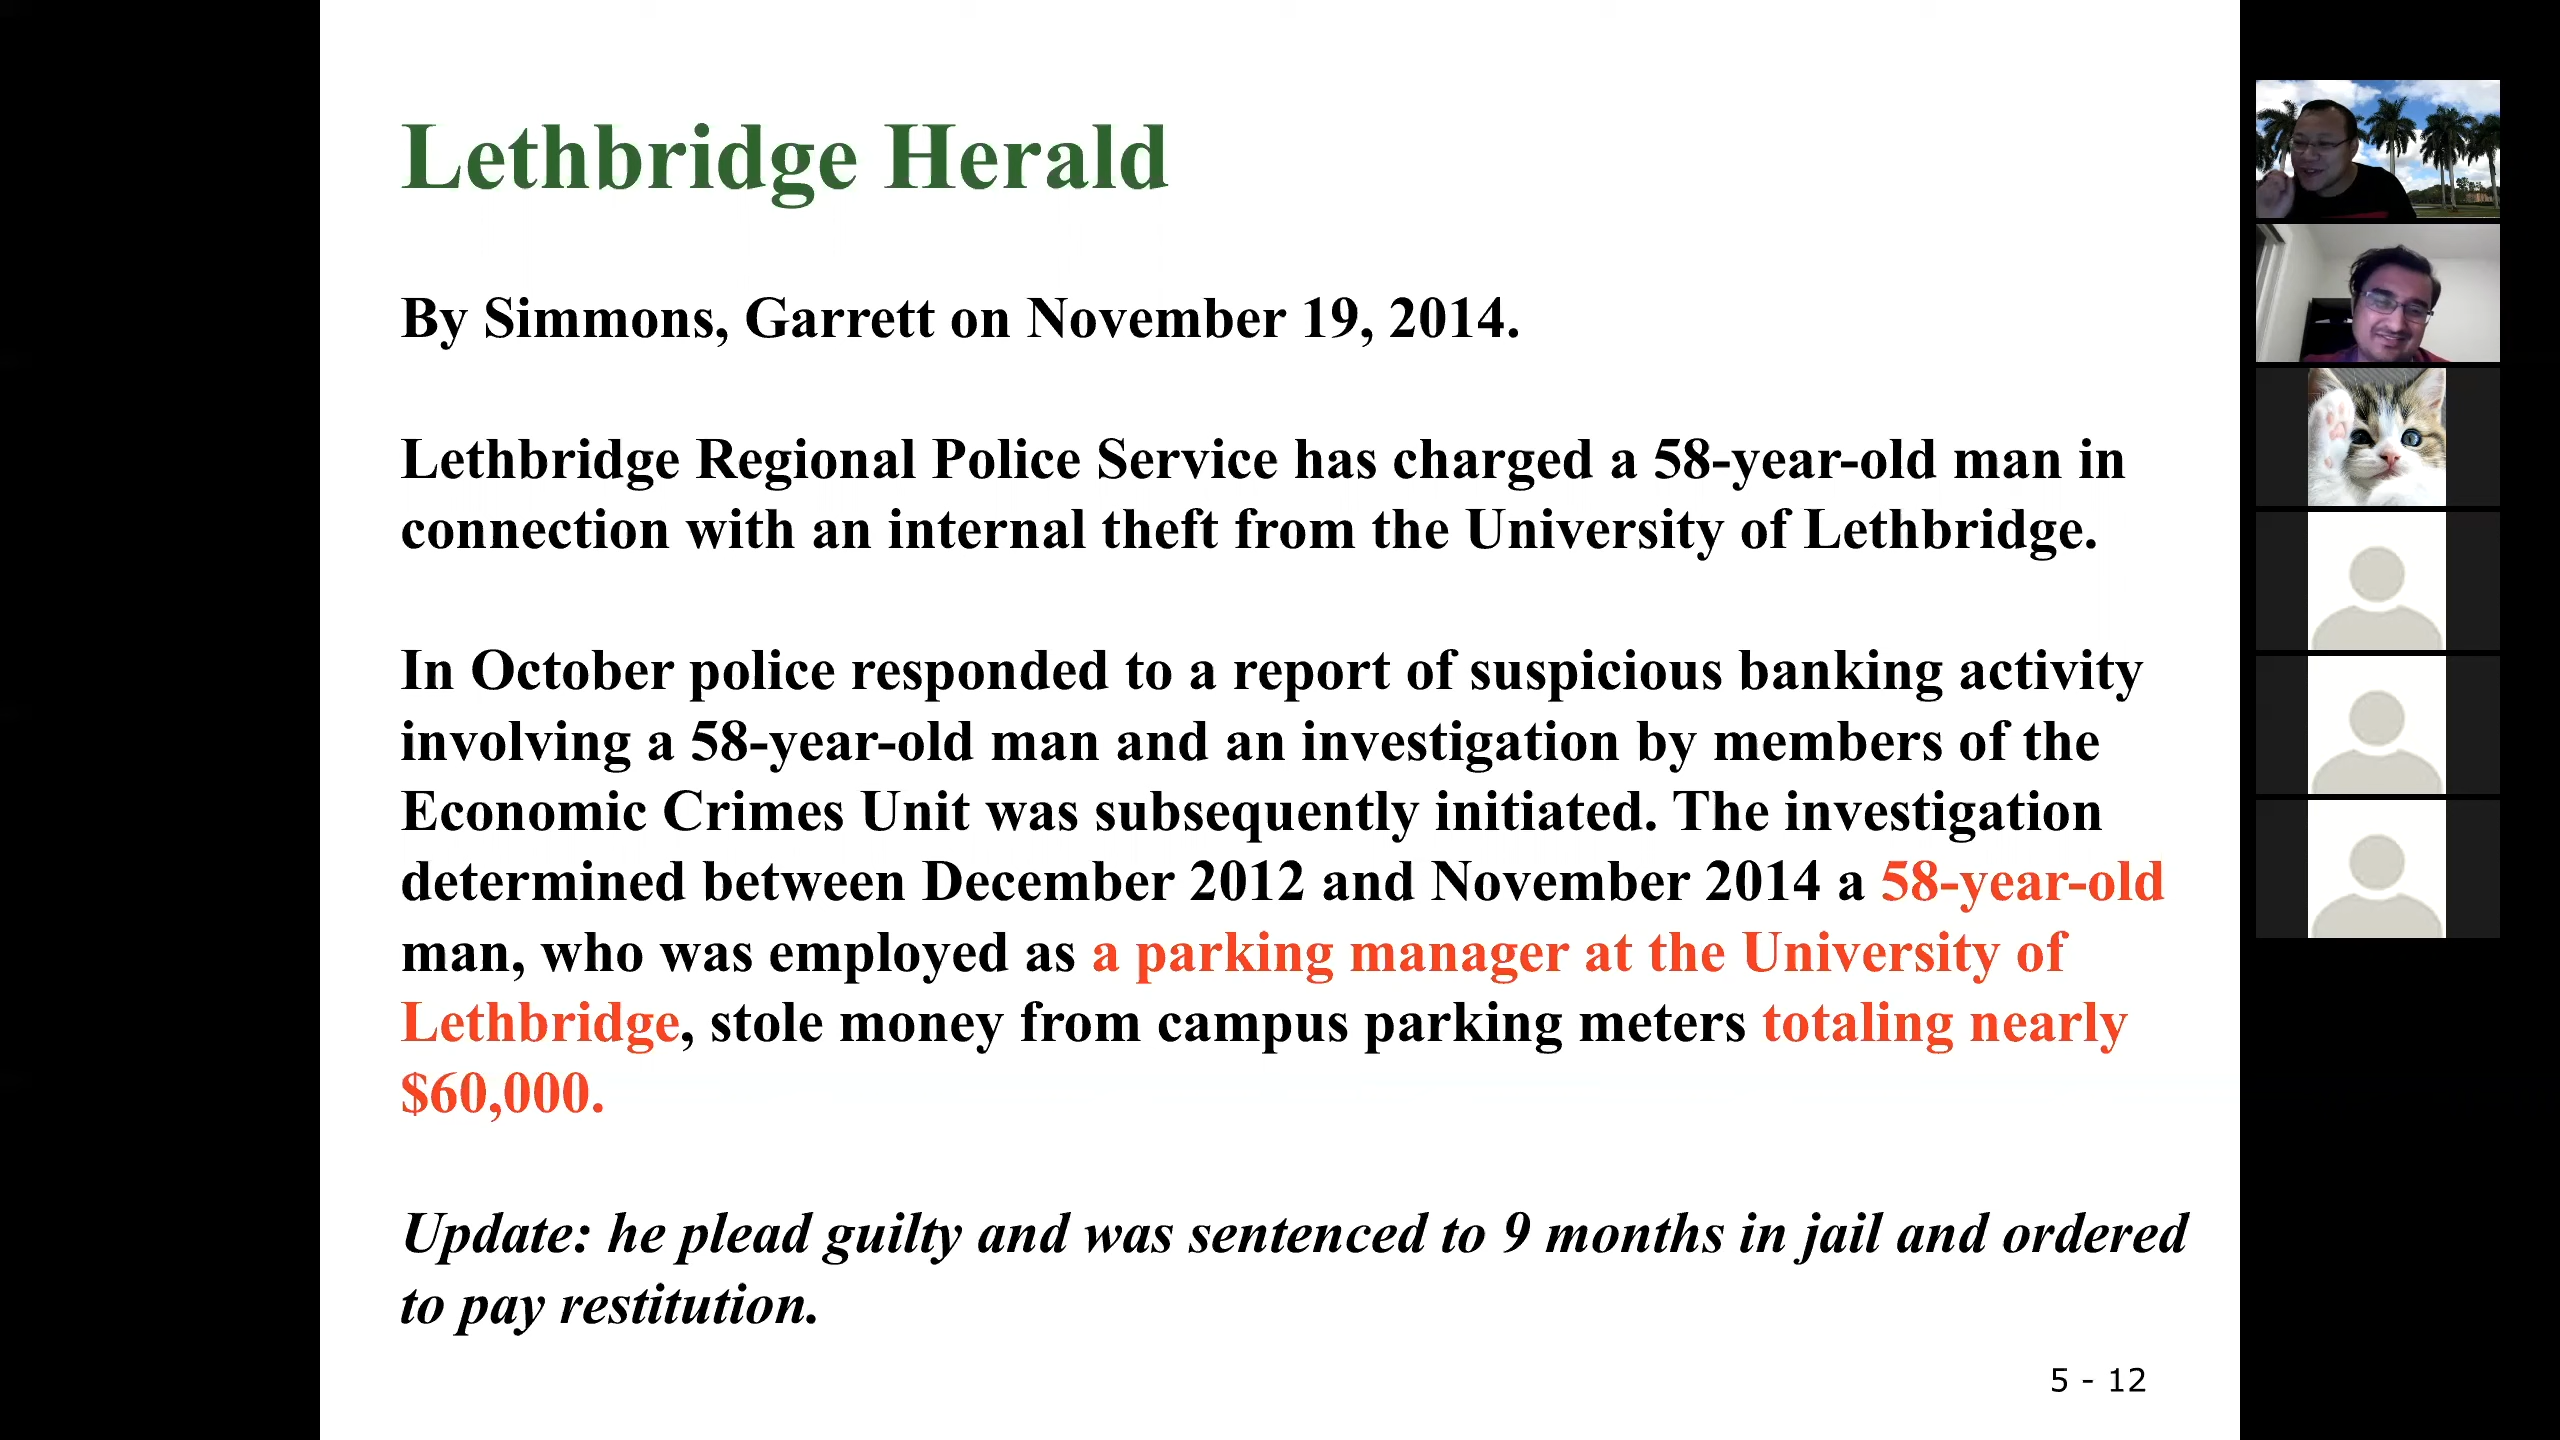 Lethbridge Herald
By Simmons, Garrett on November 19, 2014.
Lethbridge Regional Police Service has charged a 58-year-old man in
connection with an internal theft from the University of Lethbridge.
In October police responded to a report of suspicious banking activity
involving a 58-year-old man and an investigation by members of the
Economic Crimes Unit was subsequently initiated. The investigation
determined between December 2012 and November 2014 a 58-year-old
man, who was employed as a parking manager at the University of
Lethbridge, stole money from campus parking meters totaling nearly
$60,000.
Update: he plead guilty and was sentenced to 9 months in jail and ordered
to pay restitution.
5 - 12